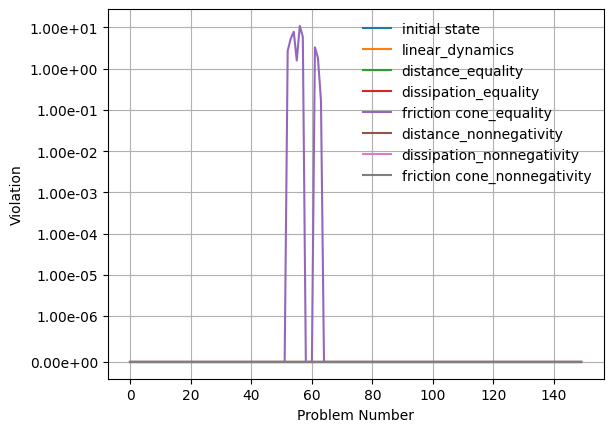 1.00e+01
1.00e+00
1.00e-01
1.00e-02
1.00e-03
1.00e-04
1.00e-05
1.00e-06
0.00e+00
Violation
initial state
linear_dynamics
distance_equality
dissipation_equality
friction cone_equality
distance_nonnegativity
dissipation_nonnegativity
friction cone_nonnegativity
0 20 40 60 80 100 120 140
Problem Number